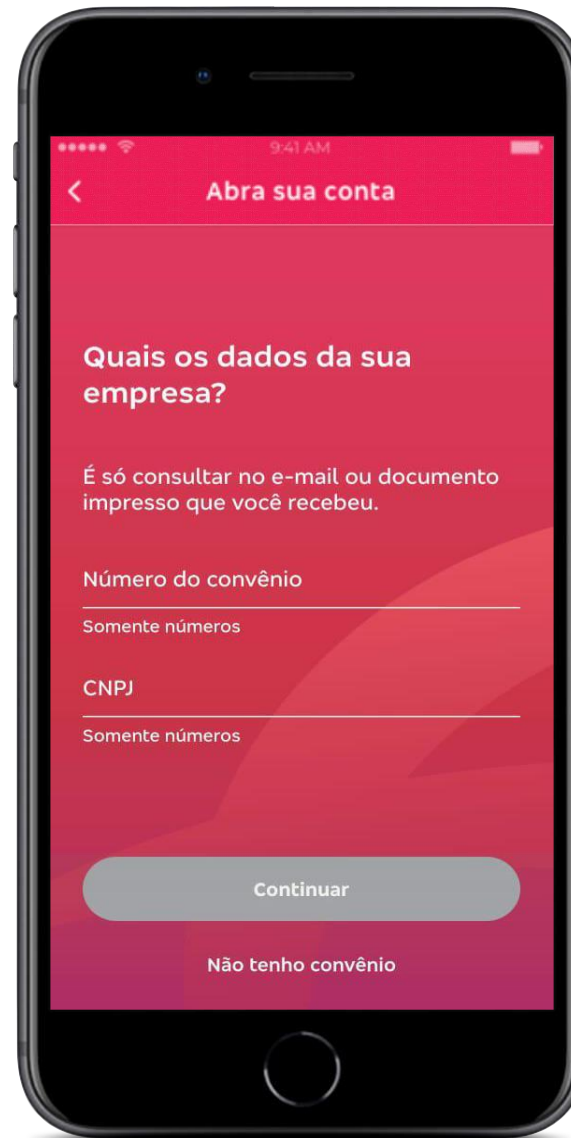 9:41 AM
Abra sua conta
Quais os dados da sua
empresa?
É só consultar no e-mail ou documento
impresso que você recebeu.
Número do convênio
Somente números
CNPJ
Somente números
Continuar
Não tenho convênio